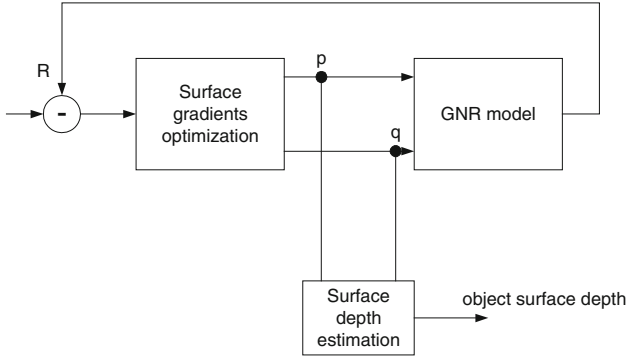 R
-
Surface
gradients
optimization
p
q
GNR model
Surface
depth
estimation
object surface depth